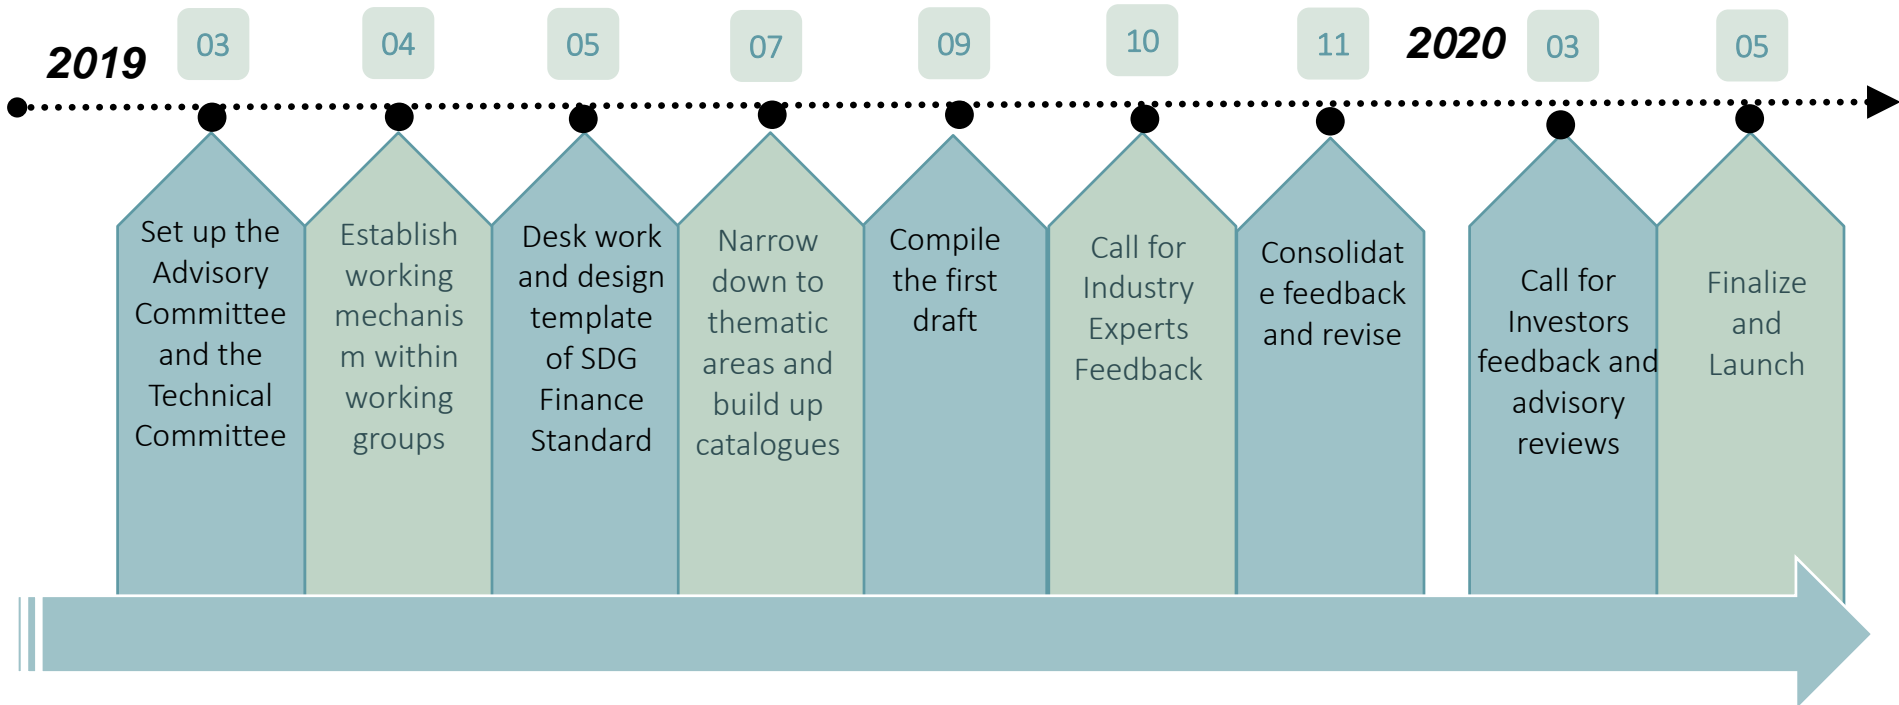 2019
03
04
05
07
09
10
11
2020
03
05
Set up the
Advisory
Committee
and the
Technical
Committee
Establish
working
mechanis
m within
working
groups
Desk work
and design
template
of SDG
Finance
Standard
Narrow
down to
thematic
areas and
build up
catalogues
Compile
the first
draft
Call for
Industry
Experts
Feedback
Consolidat
e feedback
and revise
Call for
Investors
feedback and
advisory
reviews
Finalize
and
Launch